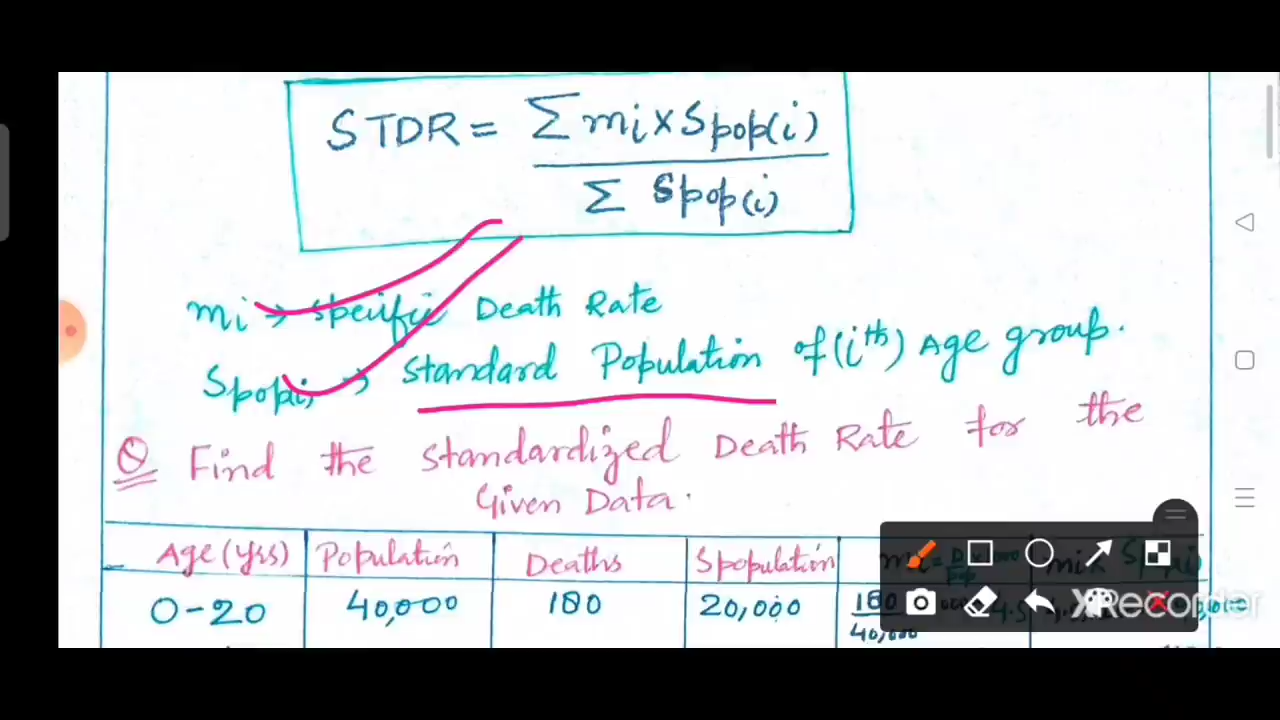 STDR = Σ mi x Spop(i)
Σ Spop(i)
mi → Specific Death Rate
Spop(i) → Standard Population of (ith) Age group.
Q Find the Standardized Death Rate for the
Given Data.
Age (yrs) Population Deaths Spopulation
0-20 40,000 180 20,000 180
40,000
XRecorder